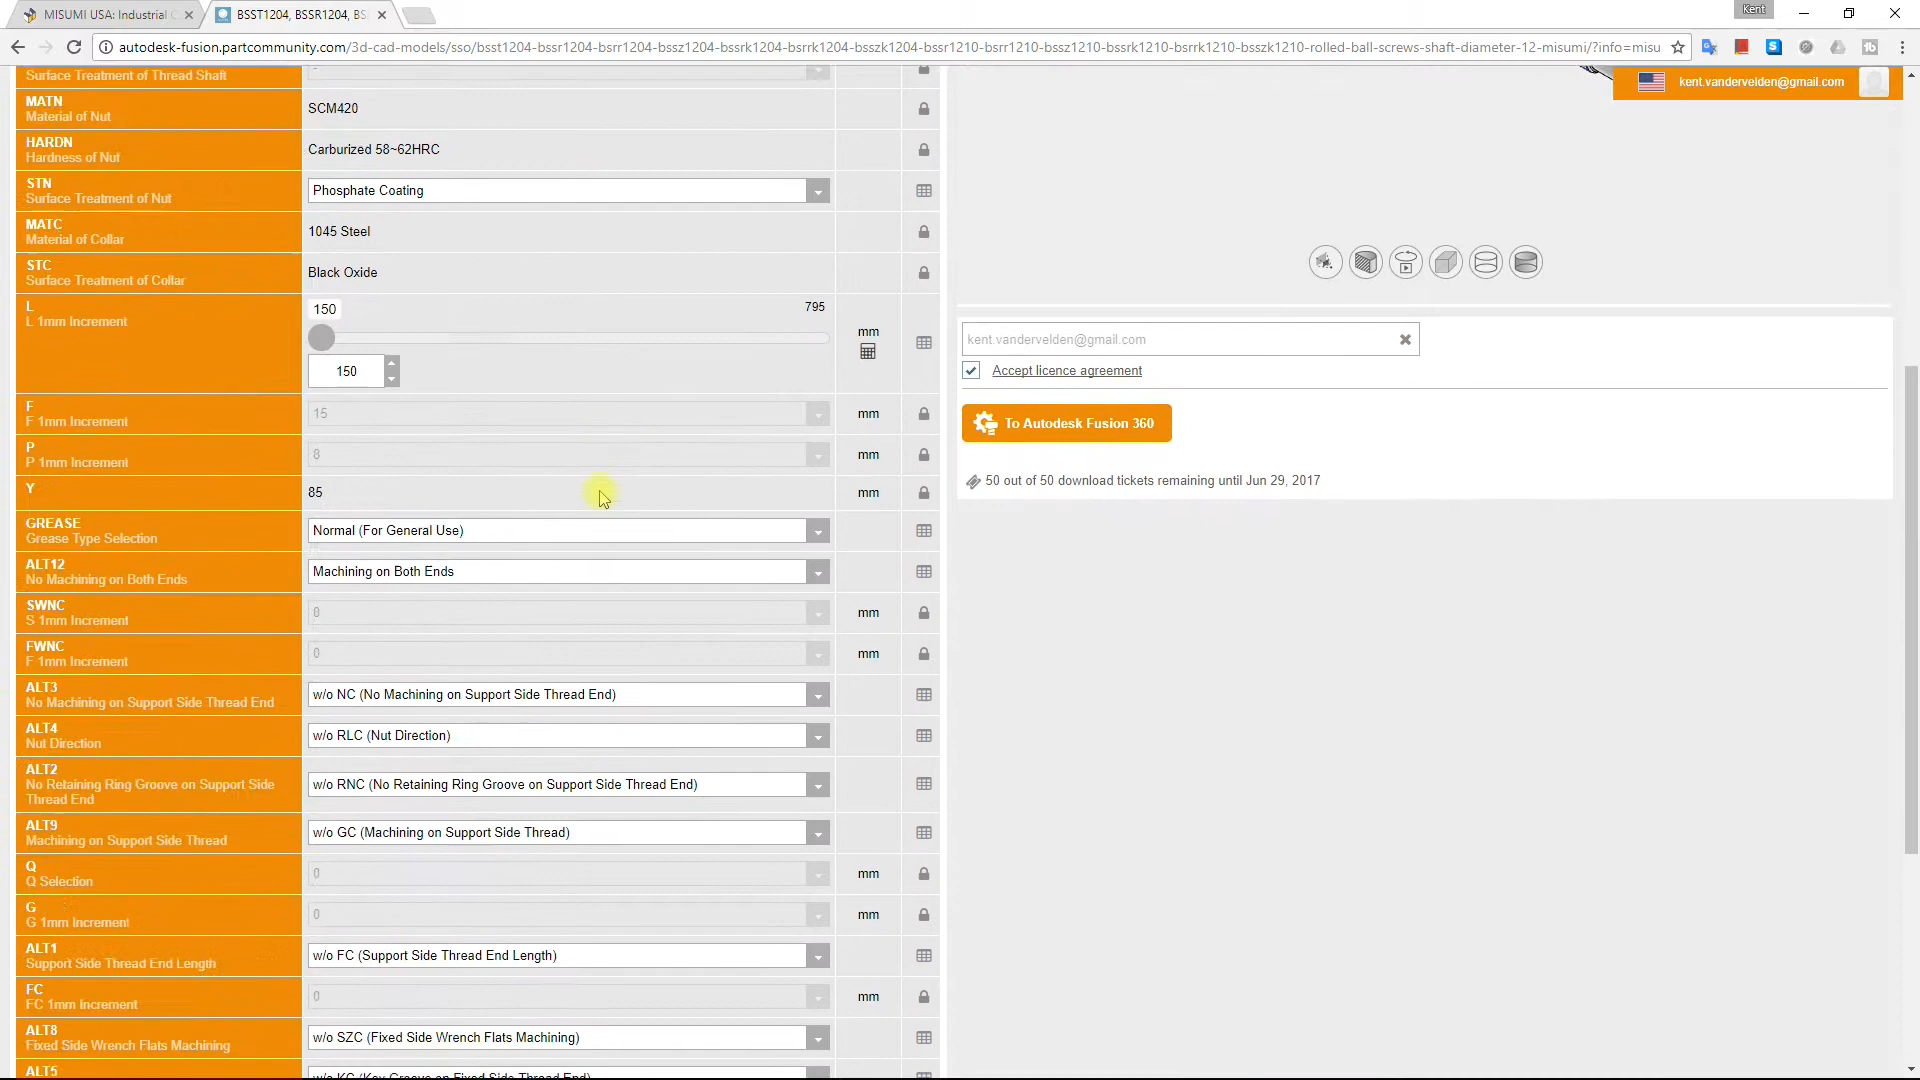 MISUMI USA: Industrial C
BSST1204, BSSR1204, BS
Kent
autodesk-fusion.partcommunity.com/3d-cad-models/sso/bsst1204-bssr1204-bsrr1204-bssz1204-bssrk1204-bsrrk1204-bsszk1204-bssr1210-bsrr1210-bssz1210-bssrk1210-bsrrk1210-bsszk1210-rolled-ball-screws-shaft-diameter-12-misumi/?info=misu
kent.vandervelden@gmail.com
Surface Treatment of Thread Shaft
MATN
Material of Nut
SCM420
HARDN
Hardness of Nut
Carburized 58~62HRC
STN
Surface Treatment of Nut
Phosphate Coating
MATC
Material of Collar
1045 Steel
STC
Surface Treatment of Collar
Black Oxide
L
L 1mm Increment
150
795
150
mm
F
F 1mm Increment
15
mm
P
P 1mm Increment
8
mm
Y
85
mm
GREASE
Grease Type Selection
Normal (For General Use)
ALT12
No Machining on Both Ends
Machining on Both Ends
SWNC
S 1mm Increment
0
mm
FWNC
F 1mm Increment
0
mm
ALT3
No Machining on Support Side Thread End
w/o NC (No Machining on Support Side Thread End)
ALT4
Nut Direction
w/o RLC (Nut Direction)
ALT2
No Retaining Ring Groove on Support Side
Thread End
w/o RNC (No Retaining Ring Groove on Support Side Thread End)
ALT9
Machining on Support Side Thread
w/o GC (Machining on Support Side Thread)
Q
Q Selection
0
mm
G
G 1mm Increment
0
mm
ALT1
Support Side Thread End Length
w/o FC (Support Side Thread End Length)
FC
FC 1mm Increment
0
mm
ALT8
Fixed Side Wrench Flats Machining
w/o SZC (Fixed Side Wrench Flats Machining)
ALT5
w/o KC (Key Groove on Fixed Side Thread End)
kent.vandervelden@gmail.com
Accept licence agreement
To Autodesk Fusion 360
50 out of 50 download tickets remaining until Jun 29, 2017